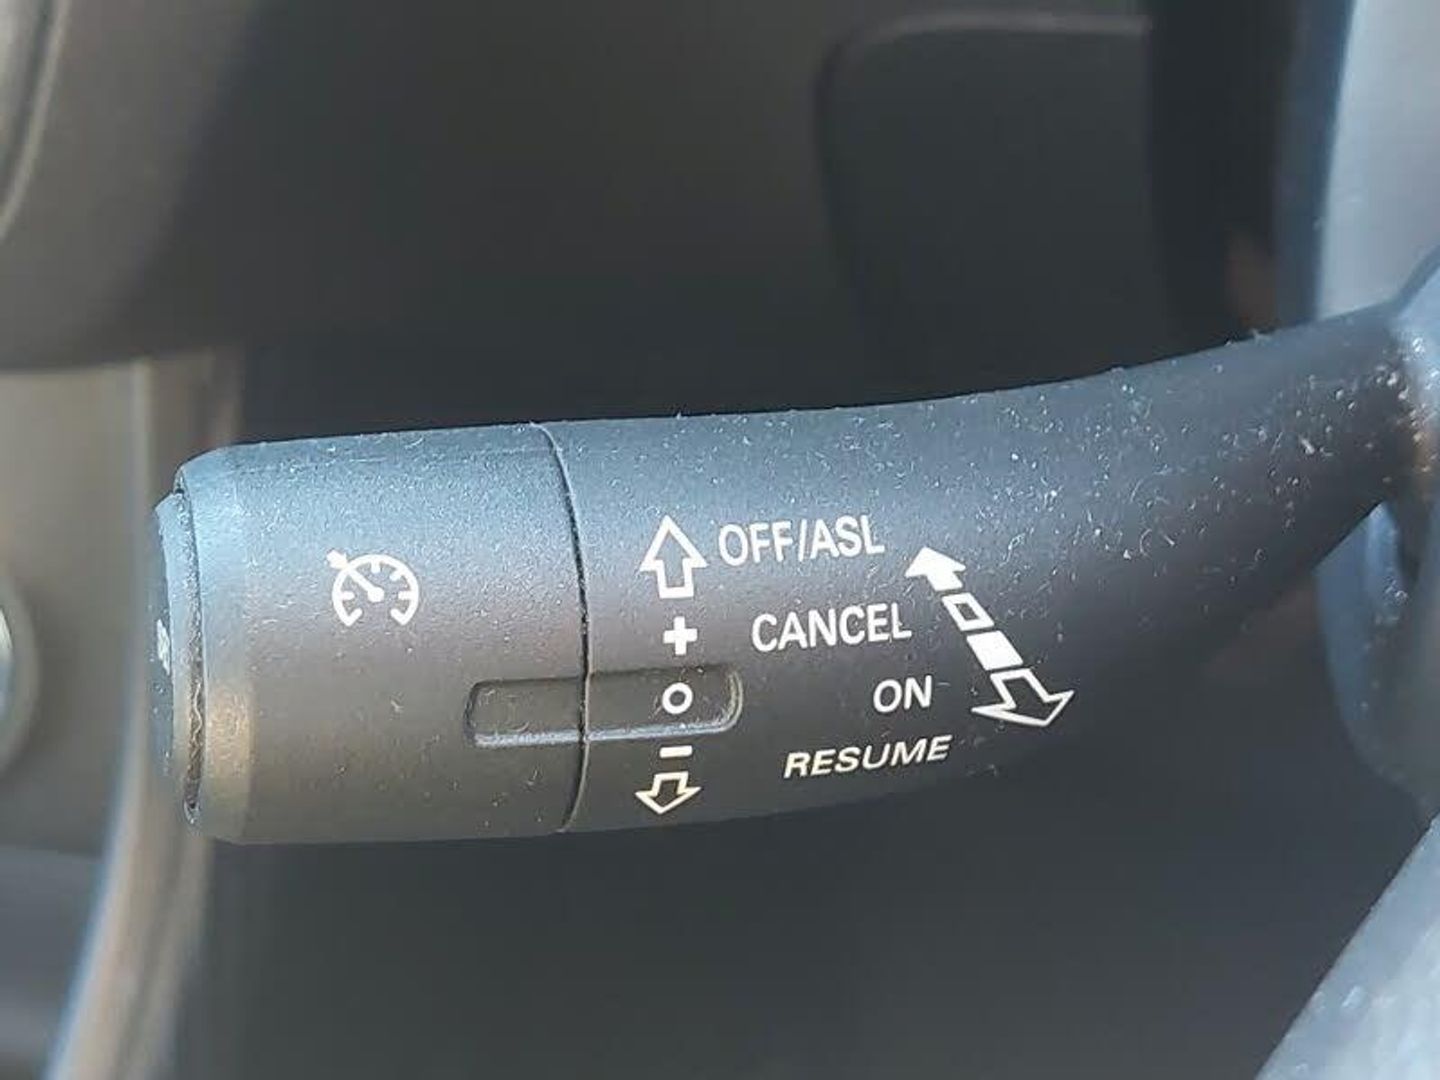 OFF/ASL
+ CANCEL
O ON
− RESUME